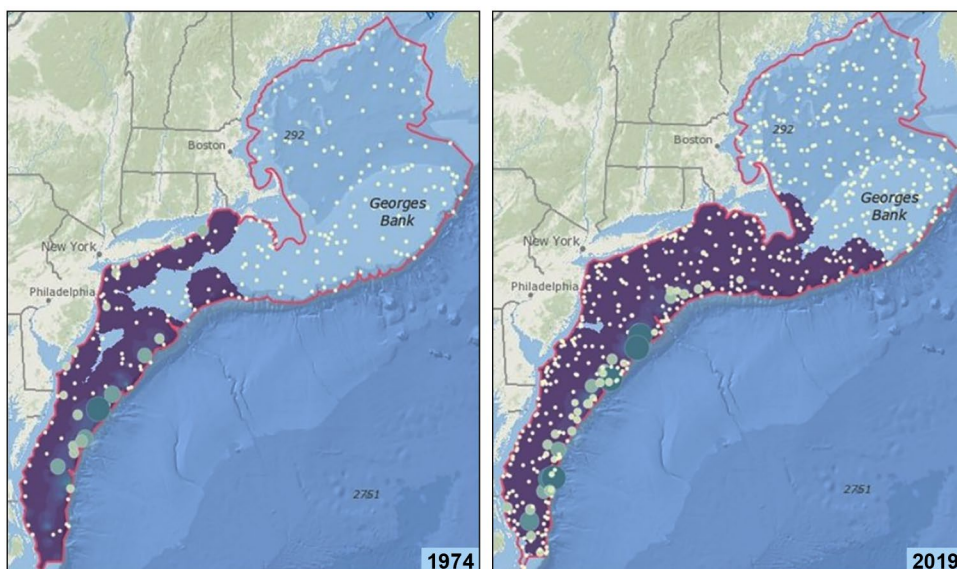 292
Boston
Georges
Bank
New York
Philadelphia
2751
1974
292
Boston
Georges
Bank
New York
Philadelphia
2751
2019